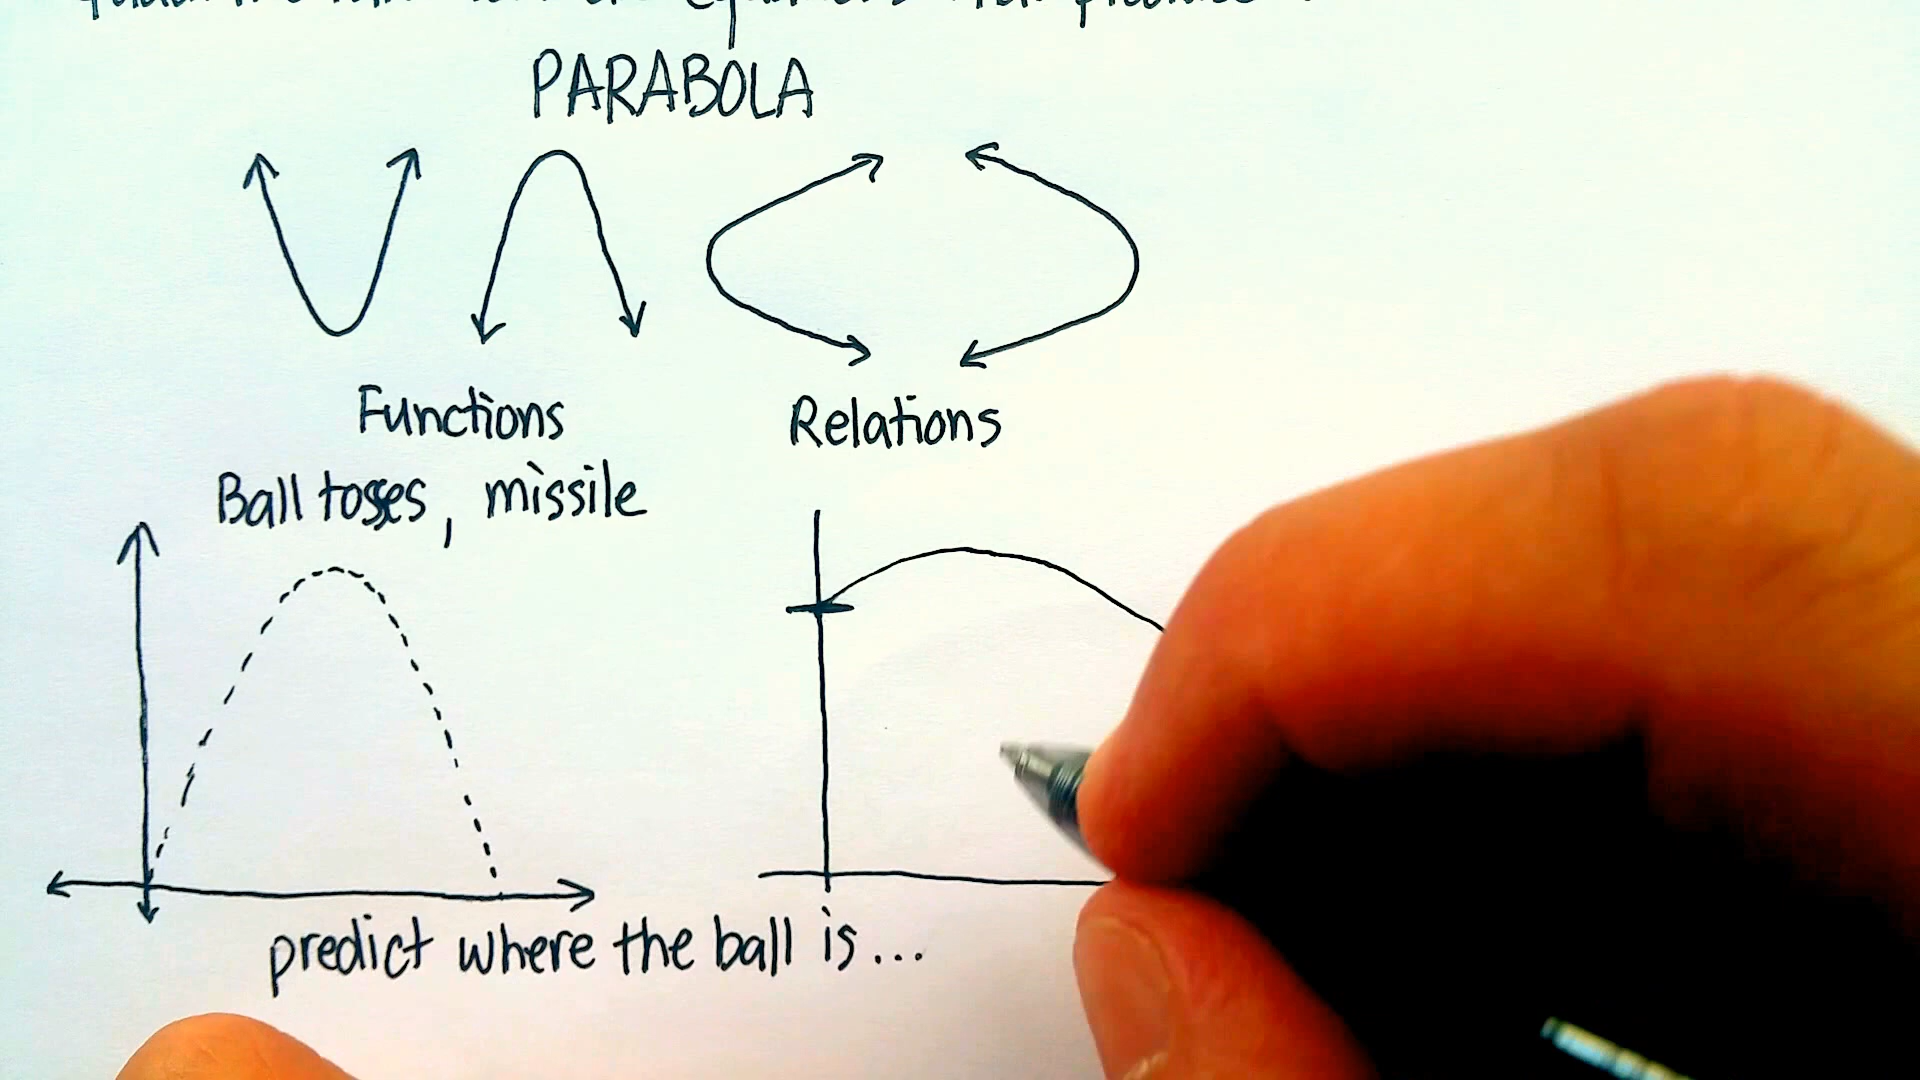 PARABOLA
Functions Relations
Ball tosses, missile
predict where the ball is...